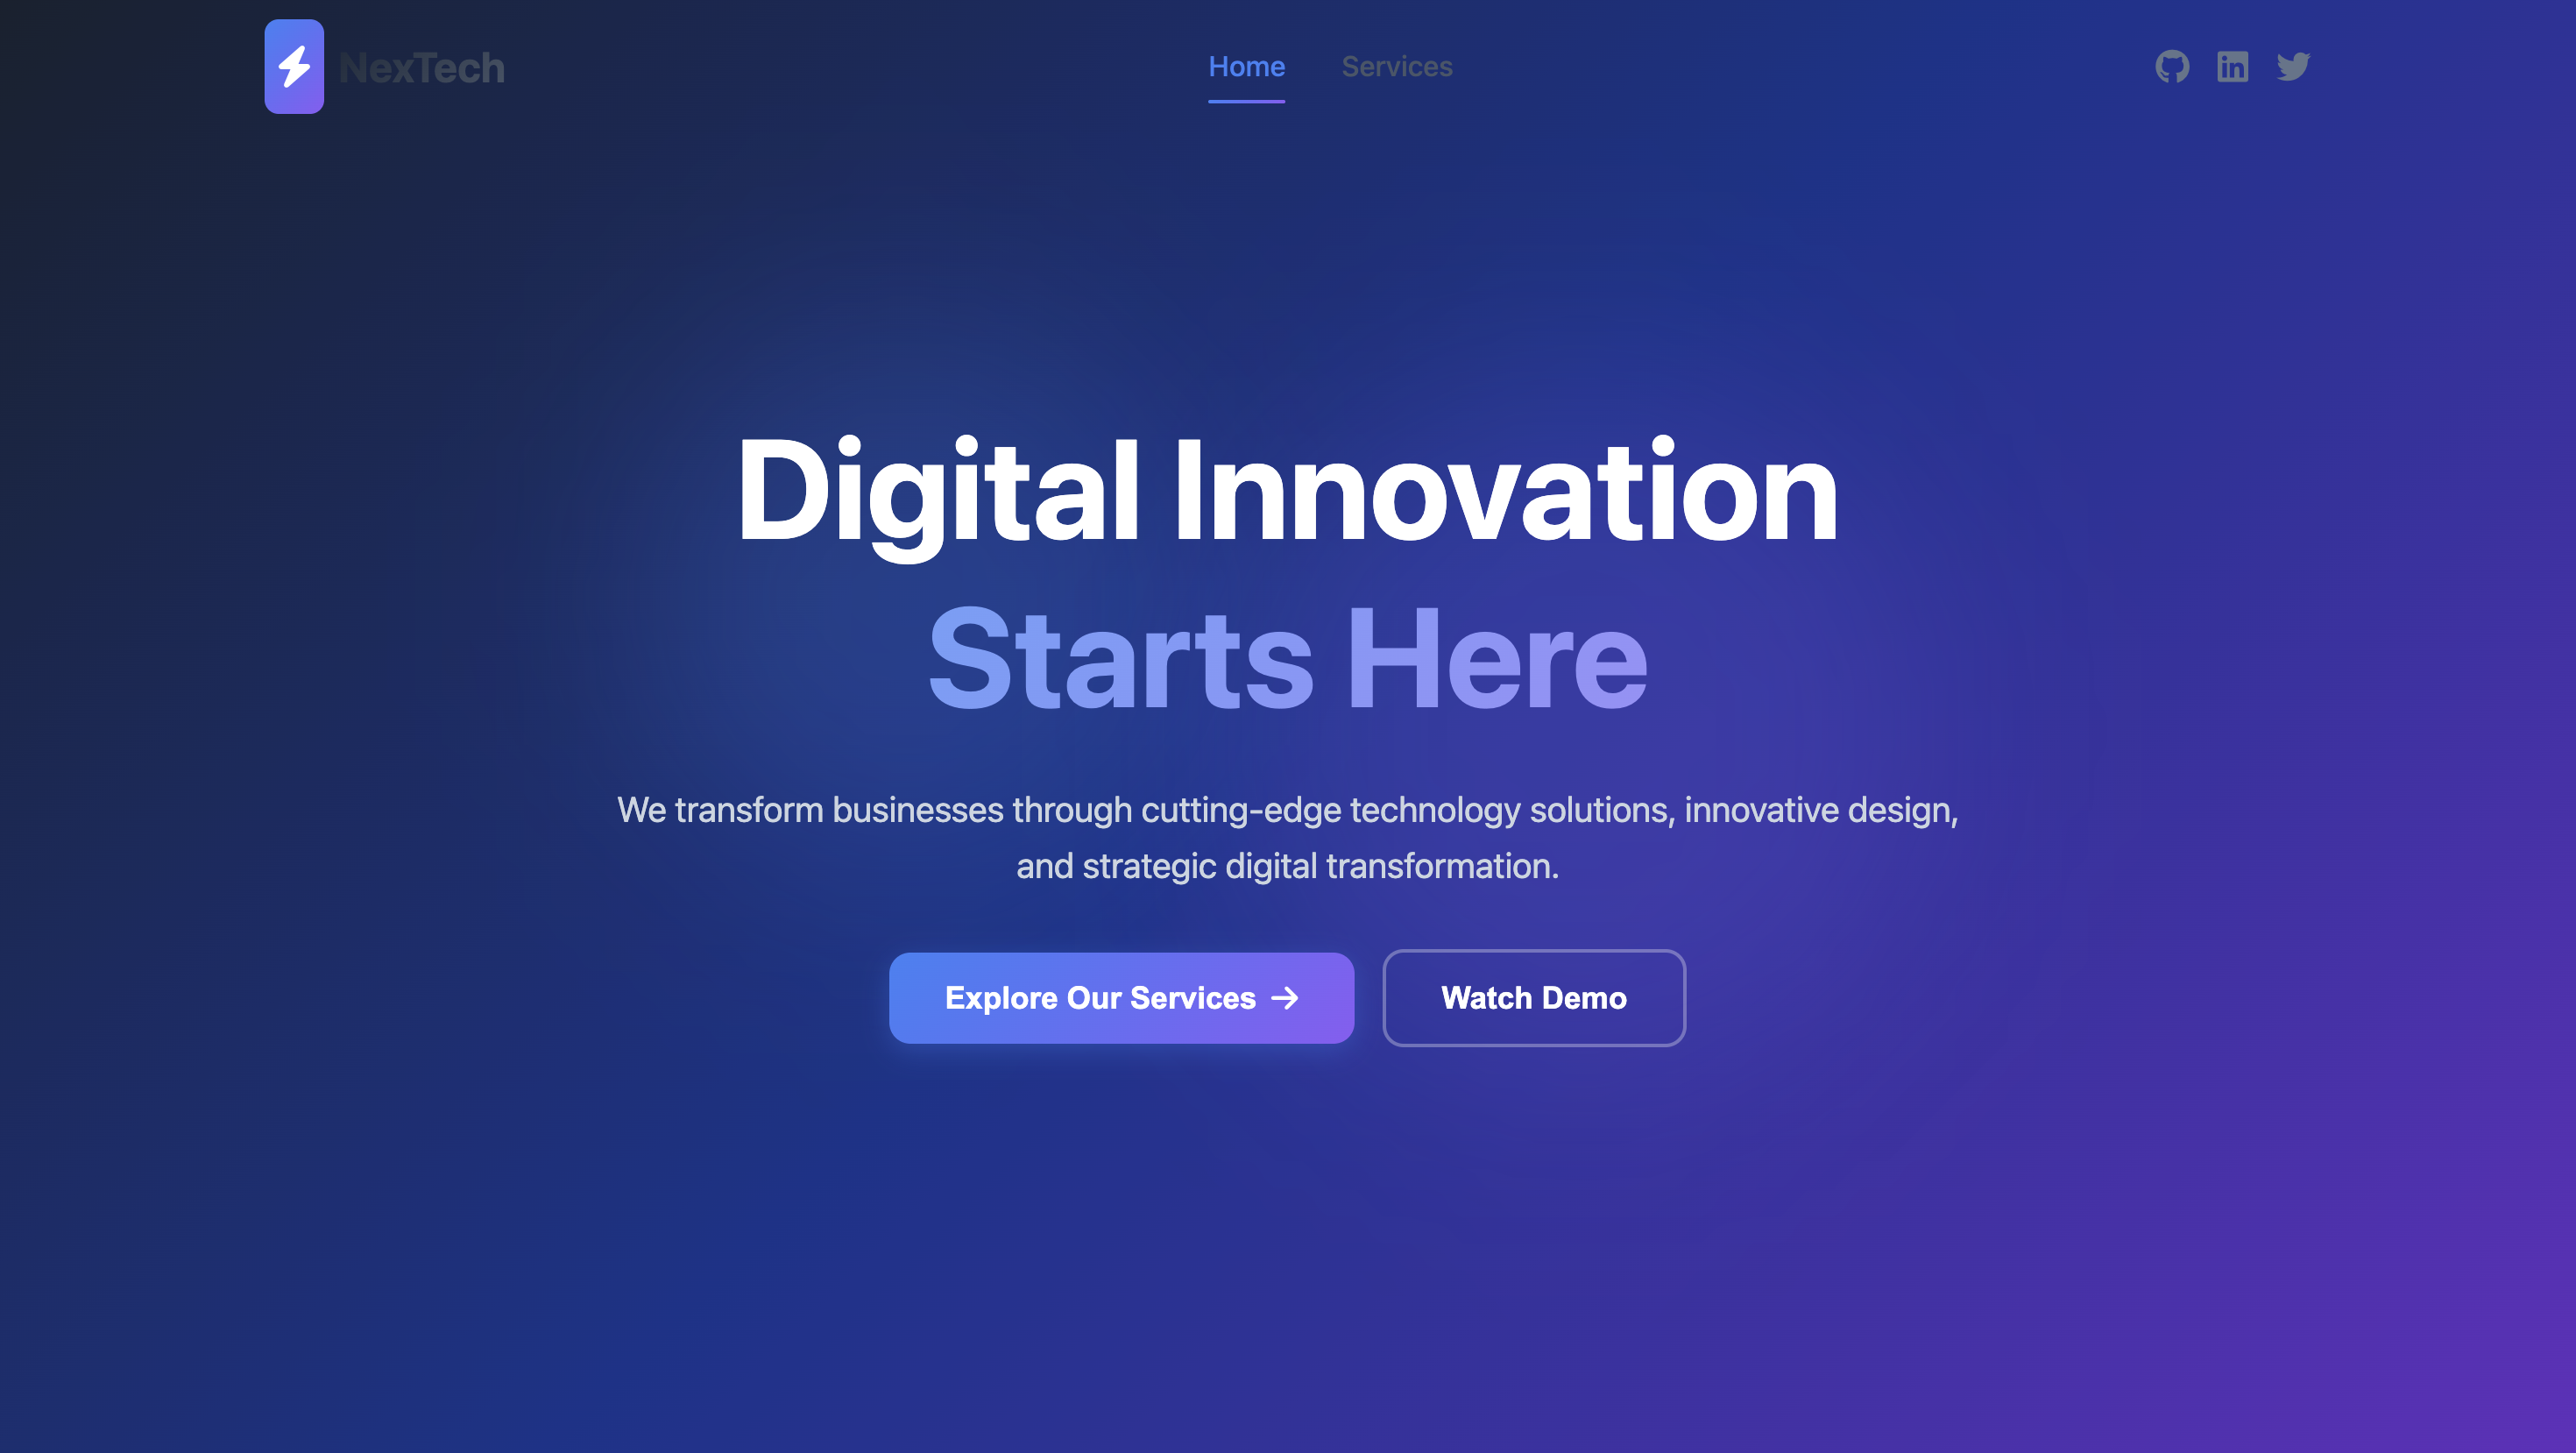 NexTech
Home
Services
Digital Innovation
Starts Here
We transform businesses through cutting-edge technology solutions, innovative design,
and strategic digital transformation.
Explore Our Services →
Watch Demo